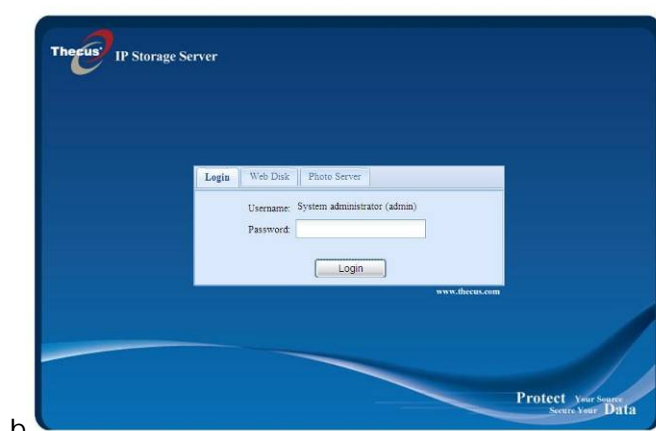 Thecus IP Storage Server
Login Web Disk Photo Server
Username: System administrator (admin)
Password:
Login
www.thecus.com
Protect Your Source
Secure Your Data
b